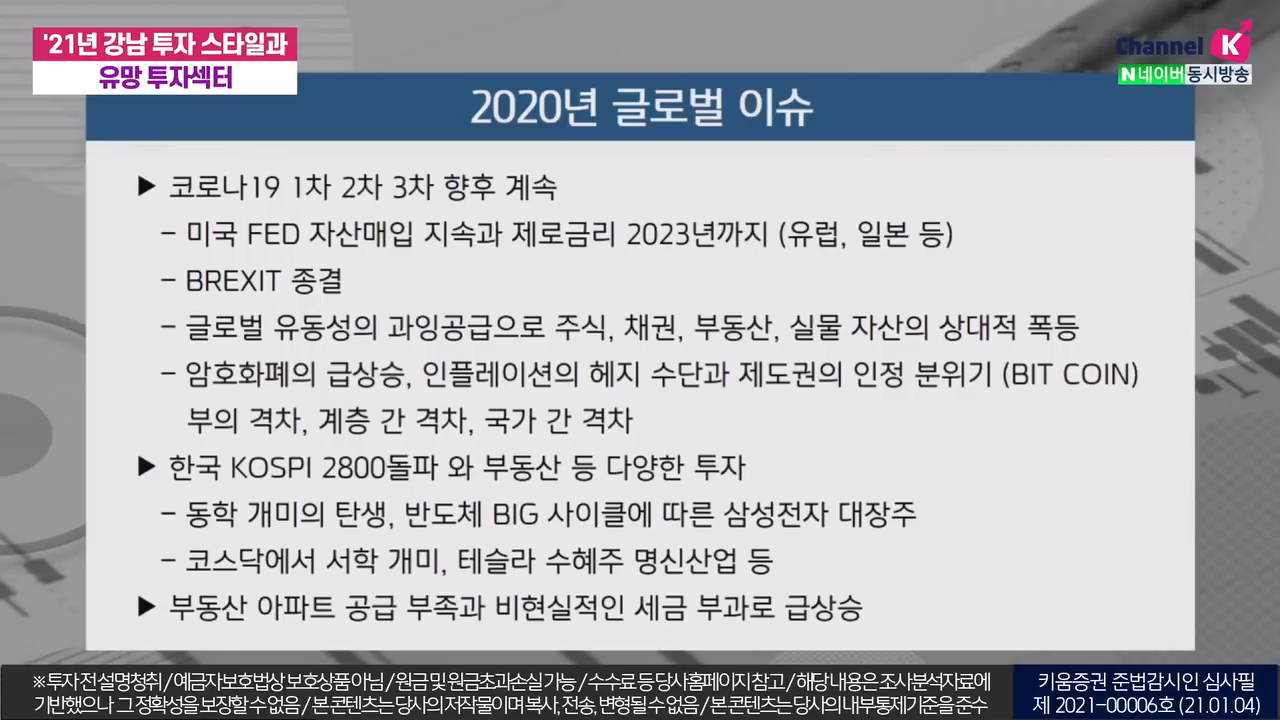 '21년 강남 투자 스타일과
유망 투자섹터
Channel K
N 네이버 동시방송
2020년 글로벌 이슈
▶ 코로나19 1차 2차 3차 향후 계속
- 미국 FED 자산매입 지속과 제로금리 2023년까지 (유럽, 일본 등)
- BREXIT 종결
- 글로벌 유동성의 과잉공급으로 주식, 채권, 부동산, 실물 자산의 상대적 폭등
- 암호화폐의 급상승, 인플레이션의 헤지 수단과 제도권의 인정 분위기 (BIT COIN)
부의 격차, 계층 간 격차, 국가 간 격차
▶ 한국 KOSPI 2800돌파 와 부동산 등 다양한 투자
- 동학 개미의 탄생, 반도체 BIG 사이클에 따른 삼성전자 대장주
- 코스닥에서 서학 개미, 테슬라 수혜주 명신산업 등
▶ 부동산 아파트 공급 부족과 비현실적인 세금 부과로 급상승
※ 투자 전 설명청취 / 예금자보호법상 보호상품 아님 / 원금 및 원금초과손실 가능 / 수수료 등 당사홈페이지 참고 / 해당 내용은 조사분석자료에
기반했으나 그 정확성을 보장할 수 없음 / 본 콘텐츠는 당사의 저작물이며 복사, 전송, 변형될 수 없음 / 본 콘텐츠는 당사의 내부통제기준을 준수
키움증권 준법감시인 심사필
제 2021-00006호 (21.01.04)